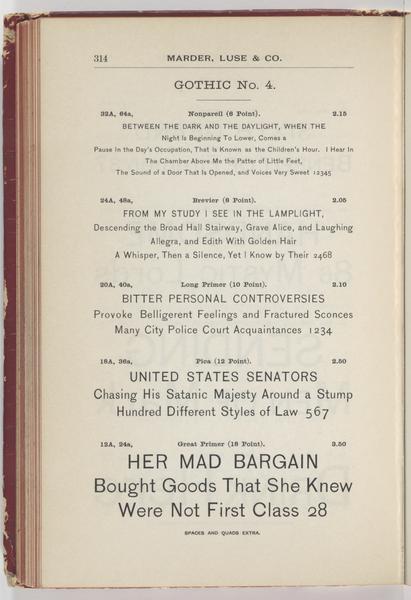 314 MARDER, LUSE & CO.
GOTHIC No. 4.
32A, 64a, Nonpareil (6 Point). 2.15
BETWEEN THE DARK AND THE DAYLIGHT, WHEN THE
Night Is Beginning To Lower, Comes a
Pause In the Day's Occupation, That Is Known as the Children's Hour. I Hear In
The Chamber Above Me the Patter of Little Feet,
The Sound of a Door That Is Opened, and Voices Very Sweet 12345
24A, 48a, Brevier (8 Point). 2.05
FROM MY STUDY I SEE IN THE LAMPLIGHT,
Descending the Broad Hall Stairway, Grave Alice, and Laughing
Allegra, and Edith With Golden Hair
A Whisper, Then a Silence, Yet I Know by Their 2468
20A, 40a, Long Primer (10 Point). 2.10
BITTER PERSONAL CONTROVERSIES
Provoke Belligerent Feelings and Fractured Sconces
Many City Police Court Acquaintances 1234
18A, 36a, Pica (12 Point). 2.50
UNITED STATES SENATORS
Chasing His Satanic Majesty Around a Stump
Hundred Different Styles of Law 567
12A, 24a, Great Primer (18 Point). 3.50
HER MAD BARGAIN
Bought Goods That She Knew
Were Not First Class 28
SPACES AND QUADS EXTRA.